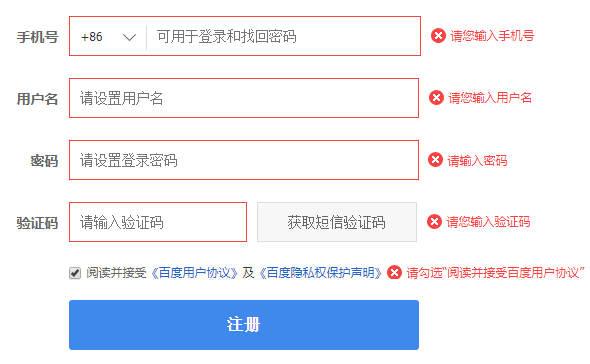 手机号 +86 可用于登录和找回密码 请您输入手机号
用户名 请设置用户名 请您输入用户名
密码 请设置登录密码 请输入密码
验证码 请输入验证码 获取短信验证码 请您输入验证码
阅读并接受《百度用户协议》及《百度隐私权保护声明》 请勾选“阅读并接受百度用户协议”
注册